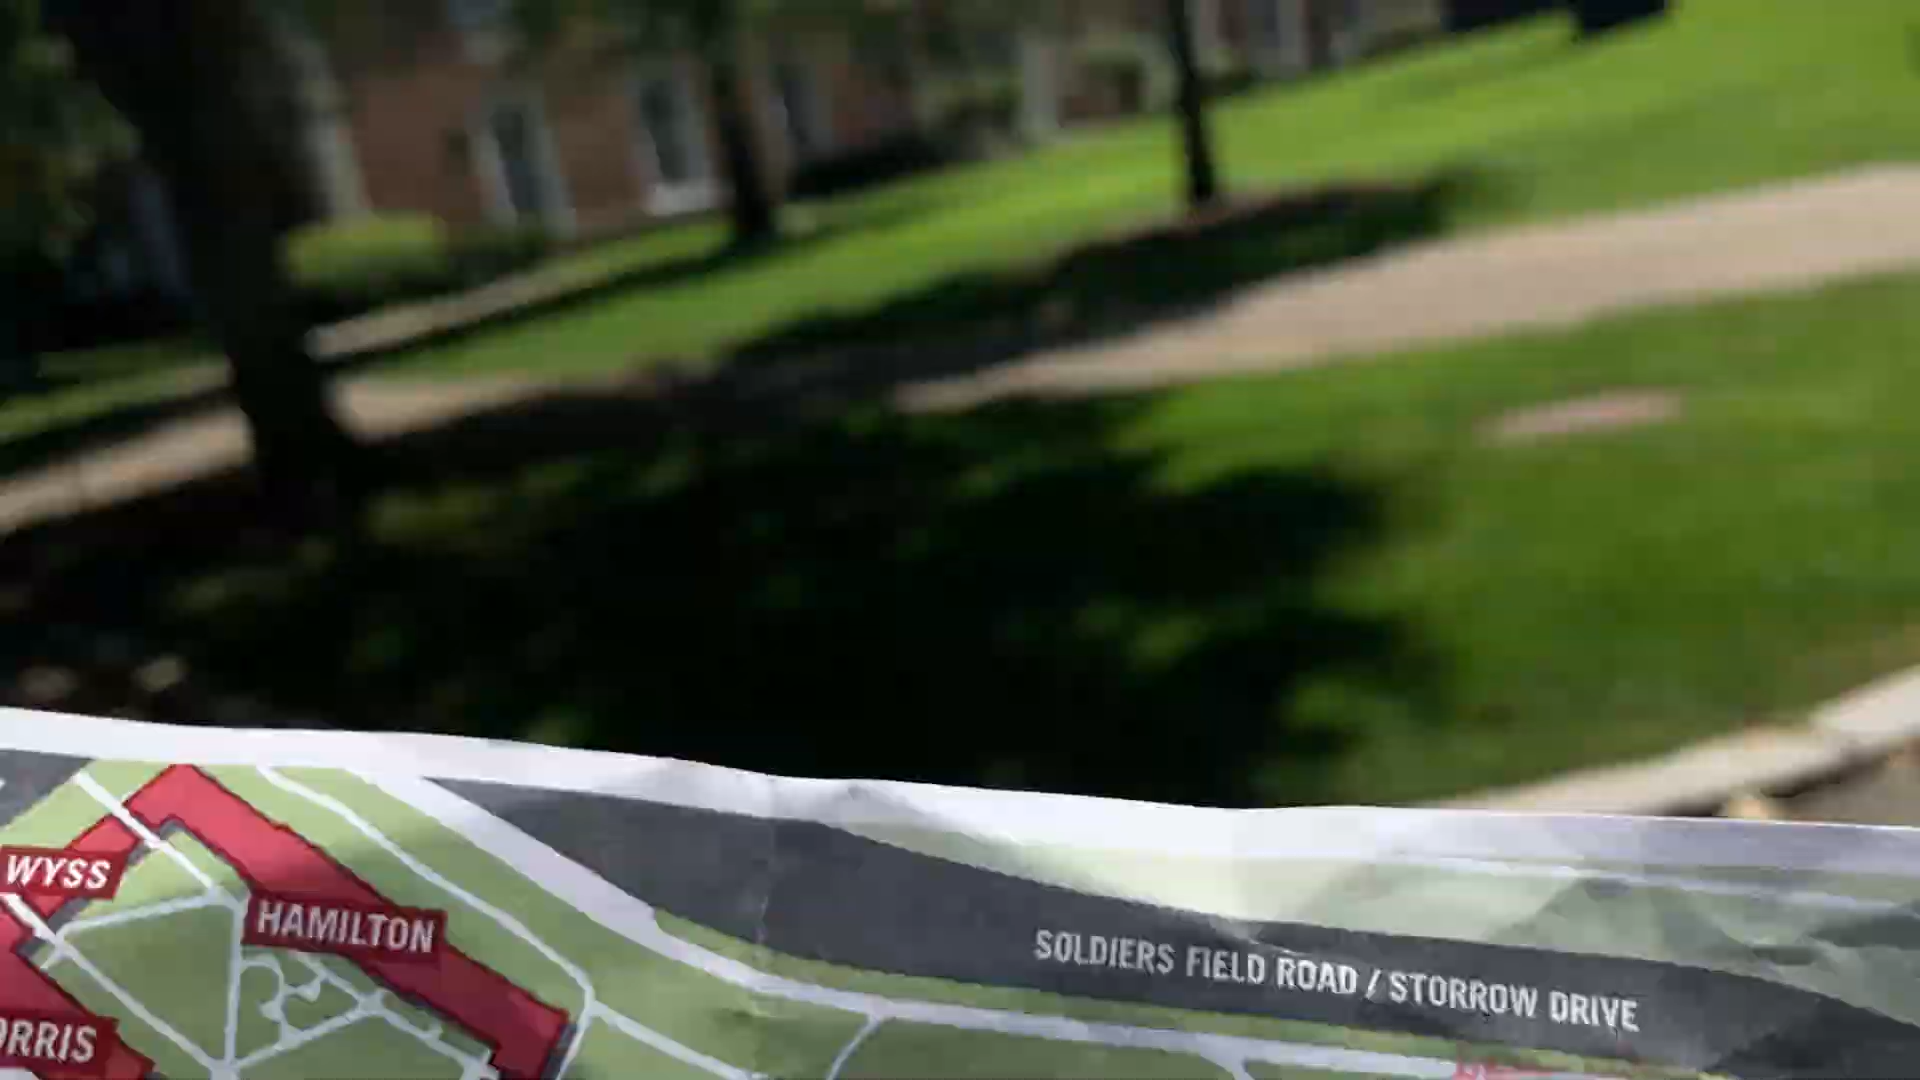 WYSS
HAMILTON
SOLDIERS FIELD ROAD / STORROW DRIVE
ORRIS